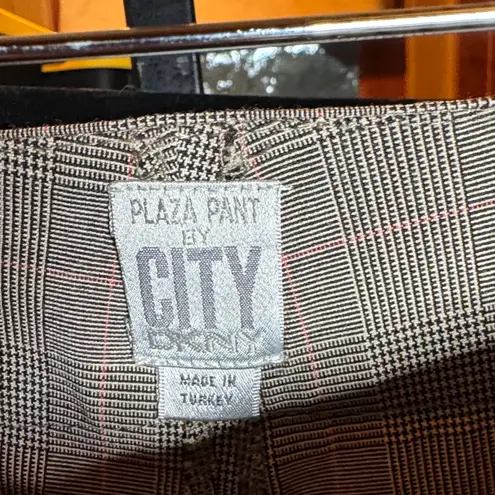 PLAZA PANT
BY
CITY
DKNY
MADE IN
TURKEY